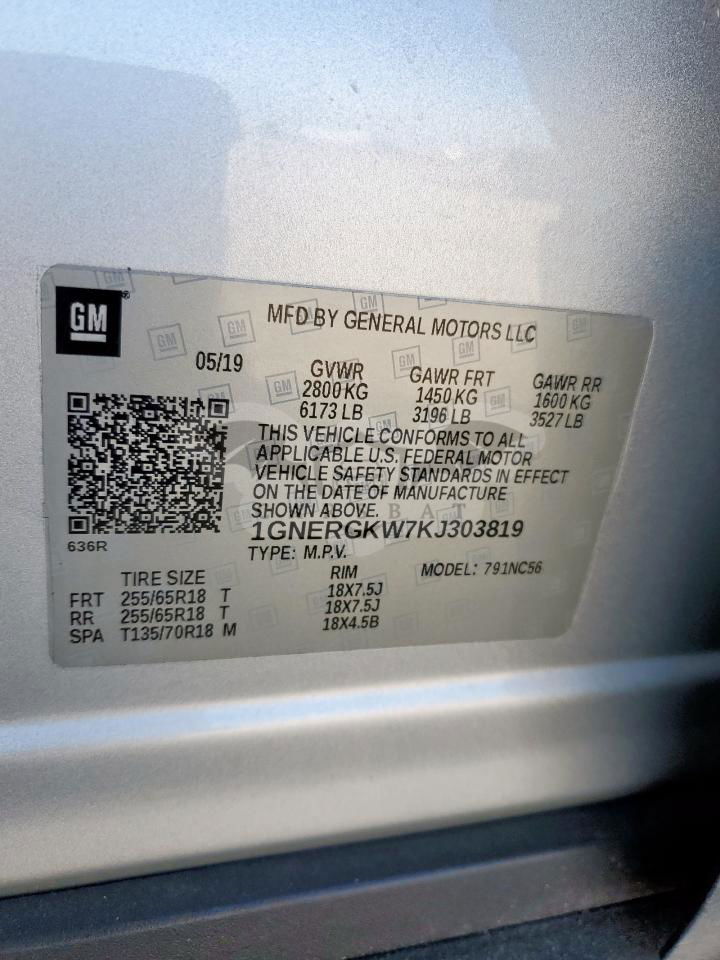 GM
MFD BY GENERAL MOTORS LLC
05/19 GVWR GAWR FRT GAWR RR
2800 KG 1450 KG 1600 KG
6173 LB 3196 LB 3527 LB
THIS VEHICLE CONFORMS TO ALL
APPLICABLE U.S. FEDERAL MOTOR
VEHICLE SAFETY STANDARDS IN EFFECT
ON THE DATE OF MANUFACTURE
SHOWN ABOVE.
1GNERGKW7KJ303819
636R
TYPE: M.P.V. MODEL: 791NC56
TIRE SIZE RIM
FRT 255/65R18 T 18X7.5J
RR 255/65R18 T 18X7.5J
SPA T135/70R18 M 18X4.5B